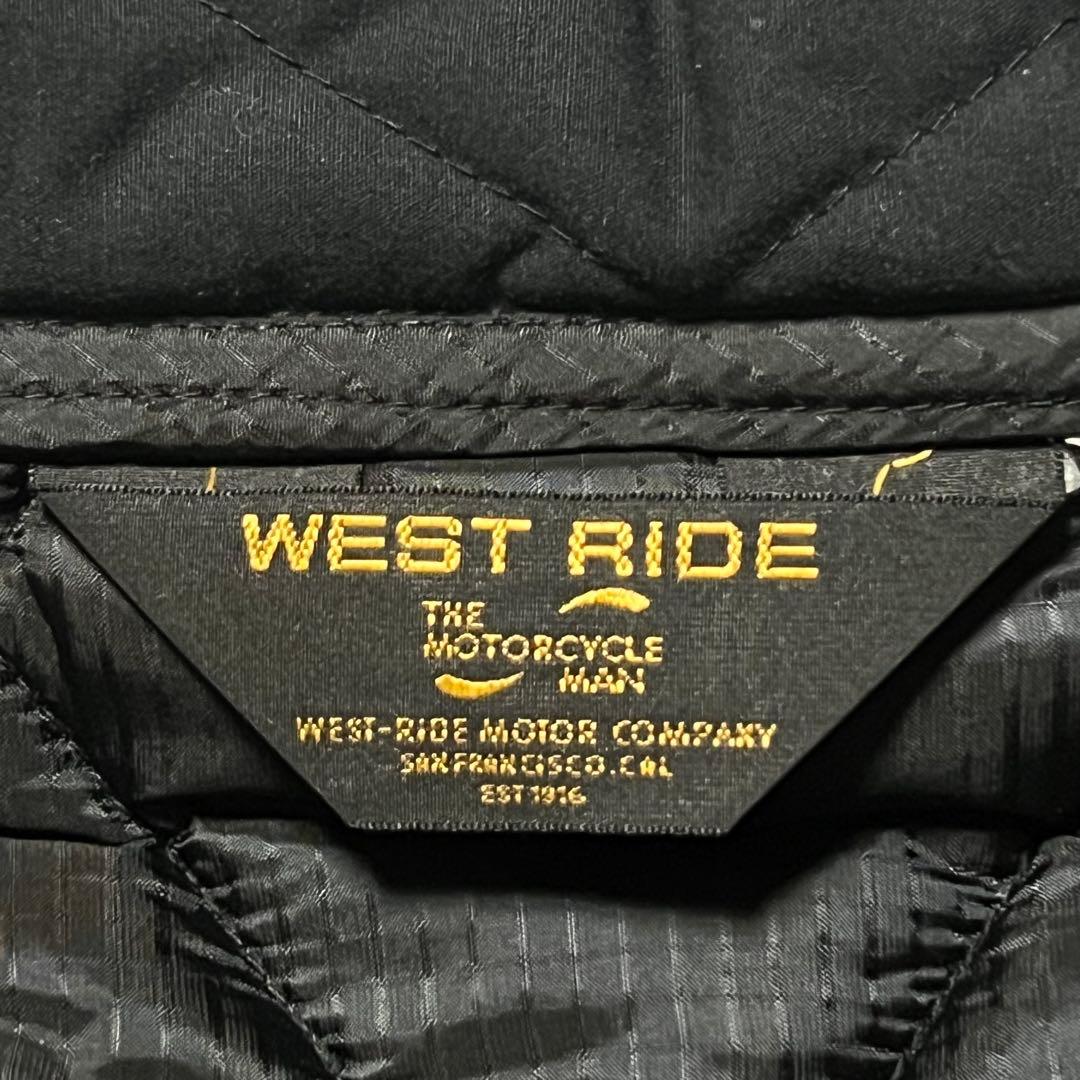 WEST RIDE
THE
MOTORCYCLE
MAN
WEST-RIDE MOTOR COMPANY
SANFRANCISCO.CAL
EST 1916